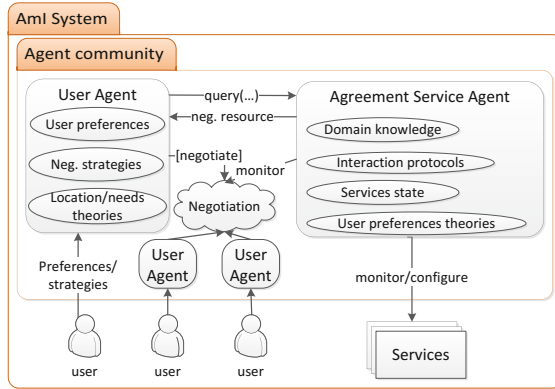 AmI System
Agent community
User Agent
query(...)
Agreement Service Agent
neg. resource
User preferences
Domain knowledge
Neg. strategies
[negotiate]
monitor
Interaction protocols
Services state
Location/needs
theories
Negotiation
User preferences theories
User
Agent
User
Agent
Preferences/
strategies
monitor/configure
Services
user
user
user